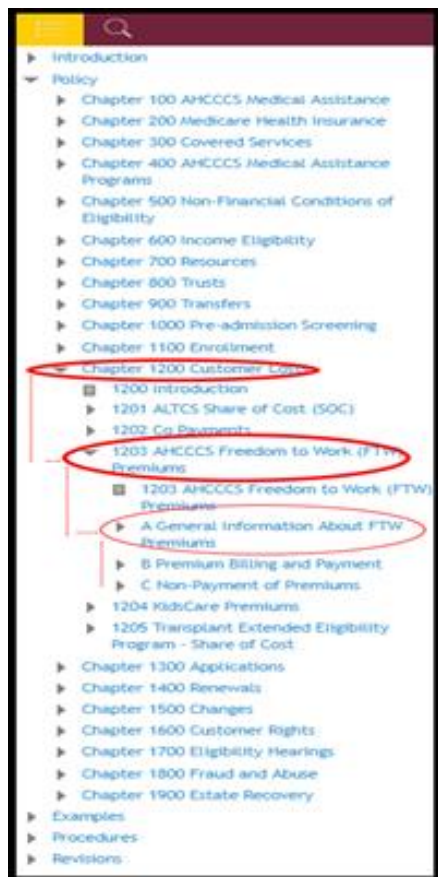 Introduction
Policy
Chapter 100 AHCCCS Medical Assistance
Chapter 200 Medicare Health Insurance
Chapter 300 Covered Services
Chapter 400 AHCCCS Medical Assistance
Programs
Chapter 500 Non-Financial Conditions of
Eligibility
Chapter 600 Income Eligibility
Chapter 700 Resources
Chapter 800 Trusts
Chapter 900 Transfers
Chapter 1000 Pre-admission Screening
Chapter 1100 Enrollment
Chapter 1200 Customer Costs
1200 Introduction
1201 ALTCS Share of Cost (SOC)
1202 Co Payments
1203 AHCCCS Freedom to Work (FTW)
Premiums
1203 AHCCCS Freedom to Work (FTW)
Premiums
A General Information About FTW
Premiums
B Premium Billing and Payment
C Non-Payment of Premiums
1204 KidsCare Premiums
1205 Transplant Extended Eligibility
Program - Share of Cost
Chapter 1300 Applications
Chapter 1400 Renewals
Chapter 1500 Changes
Chapter 1600 Customer Rights
Chapter 1700 Eligibility Hearings
Chapter 1800 Fraud and Abuse
Chapter 1900 Estate Recovery
Examples
Procedures
Revisions